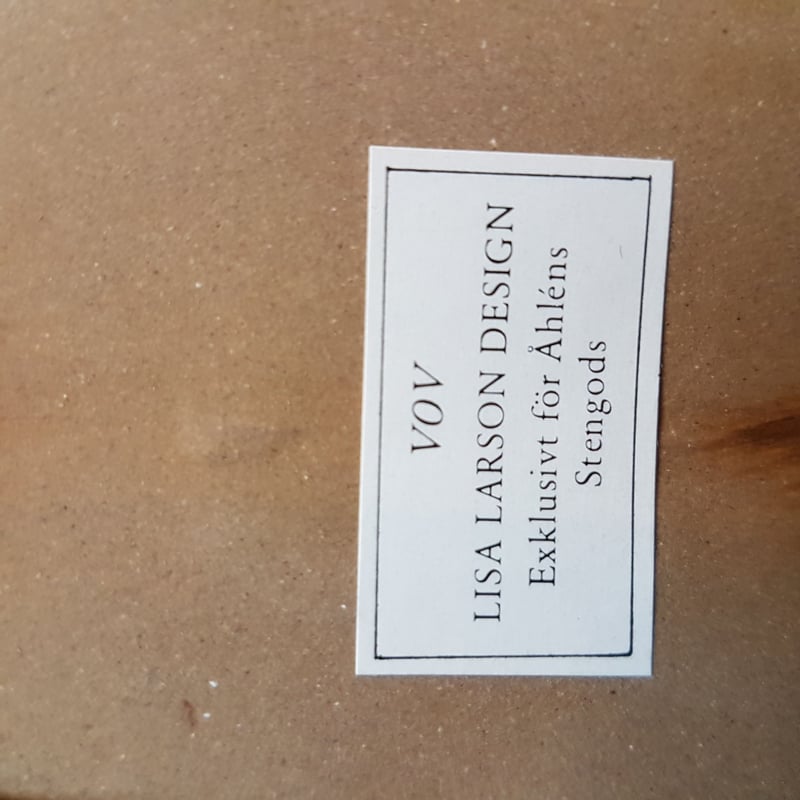 VOV
LISA LARSON DESIGN
Exklusivt för Åhléns
Stengods